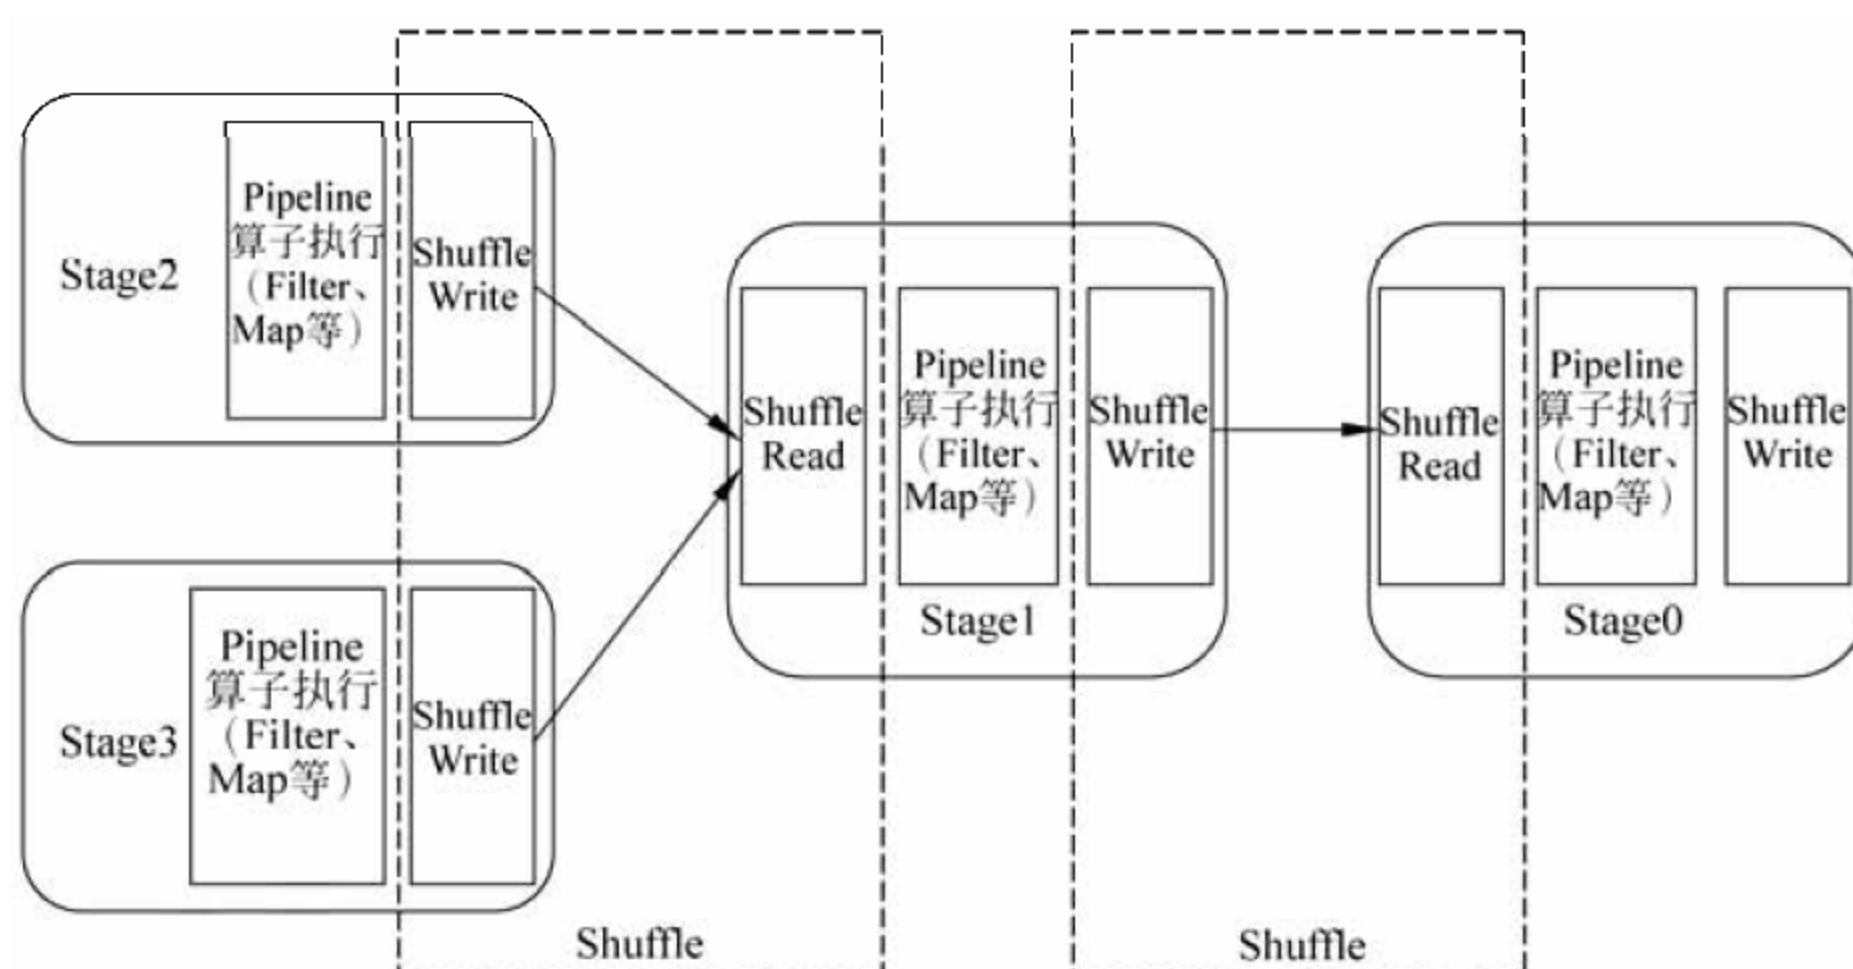 Stage2
Pipeline
算子执行
（Filter、
Map等）
Shuffle
Write
Stage3
Pipeline
算子执行
（Filter、
Map等）
Shuffle
Write
Shuffle
Shuffle
Read
Pipeline
算子执行
（Filter、
Map等）
Shuffle
Write
Stage1
Shuffle
Shuffle
Read
Pipeline
算子执行
（Filter、
Map等）
Shuffle
Write
Stage0